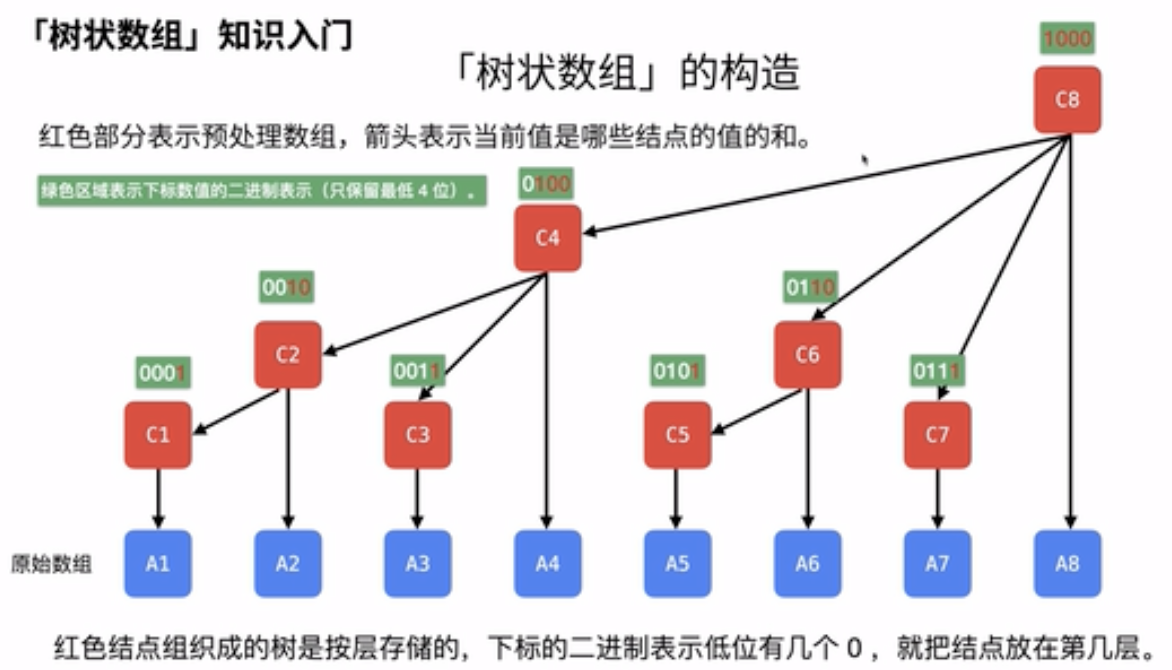 「树状数组」知识入门
「树状数组」的构造
1000
C8
红色部分表示预处理数组，箭头表示当前值是哪些结点的值的和。
绿色区域表示下标数值的二进制表示（只保留最低 4 位）。
0100
C4
0010
0110
C2
C6
0001
0011
0101
0111
C1
C3
C5
C7
原始数组 A1 A2 A3 A4 A5 A6 A7 A8
红色结点组织成的树是按层存储的，下标的二进制表示低位有几个 0 ，就把结点放在第几层。